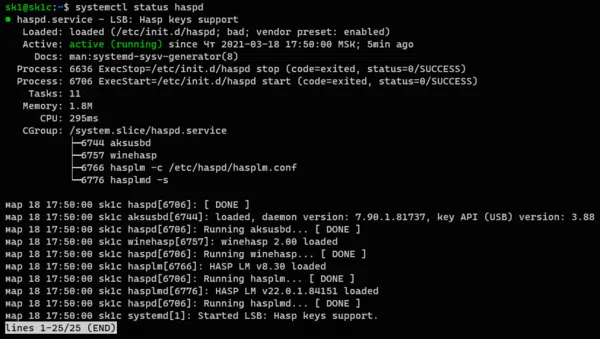 sk1@sk1c:~$ systemctl status haspd
● haspd.service - LSB: Hasp keys support
Loaded: loaded (/etc/init.d/haspd; bad; vendor preset: enabled)
Active: active (running) since Чт 2021-03-18 17:50:00 MSK; 5min ago
Docs: man:systemd-sysv-generator(8)
Process: 6636 ExecStop=/etc/init.d/haspd stop (code=exited, status=0/SUCCESS)
Process: 6706 ExecStart=/etc/init.d/haspd start (code=exited, status=0/SUCCESS)
Tasks: 11
Memory: 1.8M
CPU: 295ms
CGroup: /system.slice/haspd.service
├─6744 aksusbd
├─6757 winehasp
├─6766 hasplm -c /etc/haspd/hasplm.conf
└─6776 hasplmd -s
мар 18 17:50:00 sk1c haspd[6706]: [ DONE ]
мар 18 17:50:00 sk1c aksusbd[6744]: loaded, daemon version: 7.90.1.81737, key API (USB) version: 3.88
мар 18 17:50:00 sk1c haspd[6706]: Running aksusbd... [ DONE ]
мар 18 17:50:00 sk1c winehasp[6757]: winehasp 2.00 loaded
мар 18 17:50:00 sk1c haspd[6706]: Running winehasp... [ DONE ]
мар 18 17:50:00 sk1c hasplm[6766]: HASP LM v8.30 loaded
мар 18 17:50:00 sk1c haspd[6706]: Running hasplm... [ DONE ]
мар 18 17:50:00 sk1c hasplmd[6776]: HASP LM v22.0.1.84151 loaded
мар 18 17:50:00 sk1c haspd[6706]: Running hasplmd... [ DONE ]
мар 18 17:50:00 sk1c systemd[1]: Started LSB: Hasp keys support.
lines 1-25/25 (END)